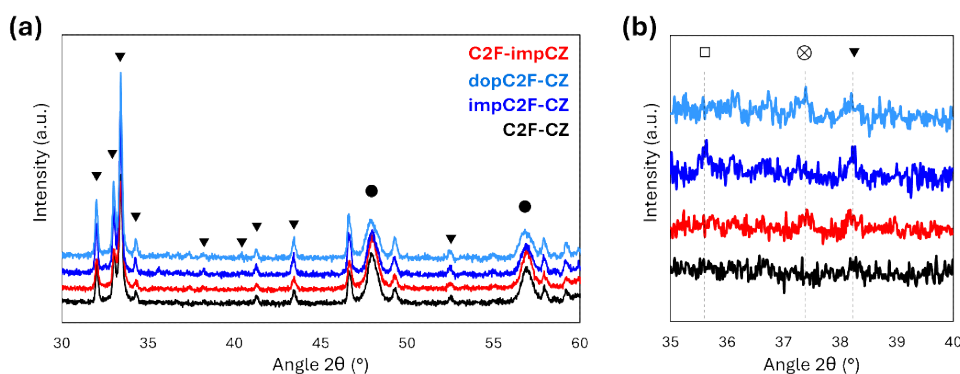 (a)
C2F-impCZ
dopC2F-CZ
impC2F-CZ
C2F-CZ
Intensity (a.u.)
30 35 40 45 50 55 60
Angle 2θ (°)
(b)
Intensity (a.u.)
35 36 37 38 39 40
Angle 2θ (°)